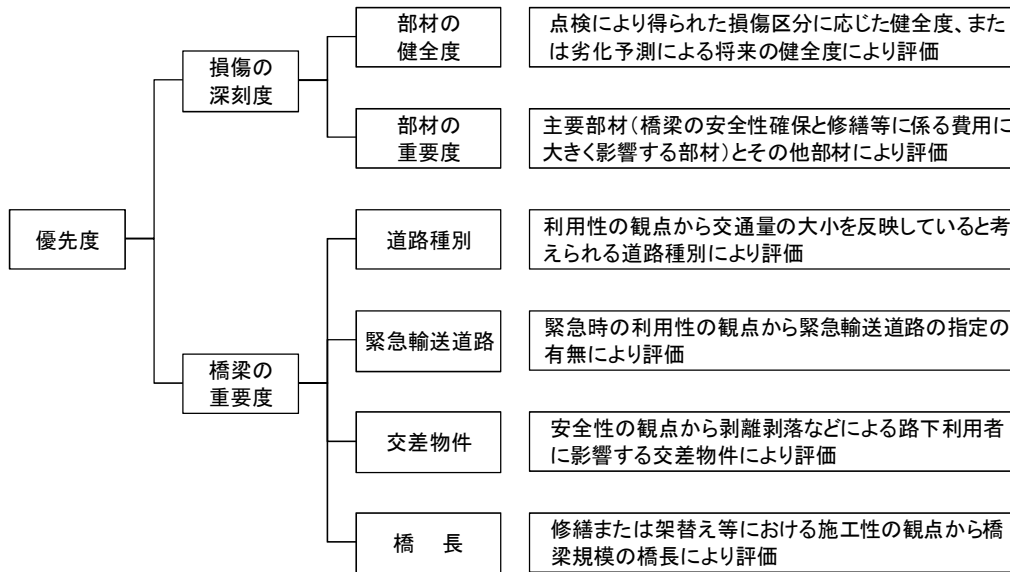 優先度
損傷の
深刻度
部材の
健全度
点検により得られた損傷区分に応じた健全度、また
は劣化予測による将来の健全度により評価
部材の
重要度
主要部材（橋梁の安全性確保と修繕等に係る費用に
大きく影響する部材）とその他部材により評価
橋梁の
重要度
道路種別
利用性の観点から交通量の大小を反映していると考
えられる道路種別により評価
緊急輸送道路
緊急時の利用性の観点から緊急輸送道路の指定の
有無により評価
交差物件
安全性の観点から剥離剥落などによる路下利用者
に影響する交差物件により評価
橋　長
修繕または架替え等における施工性の観点から橋
梁規模の橋長により評価